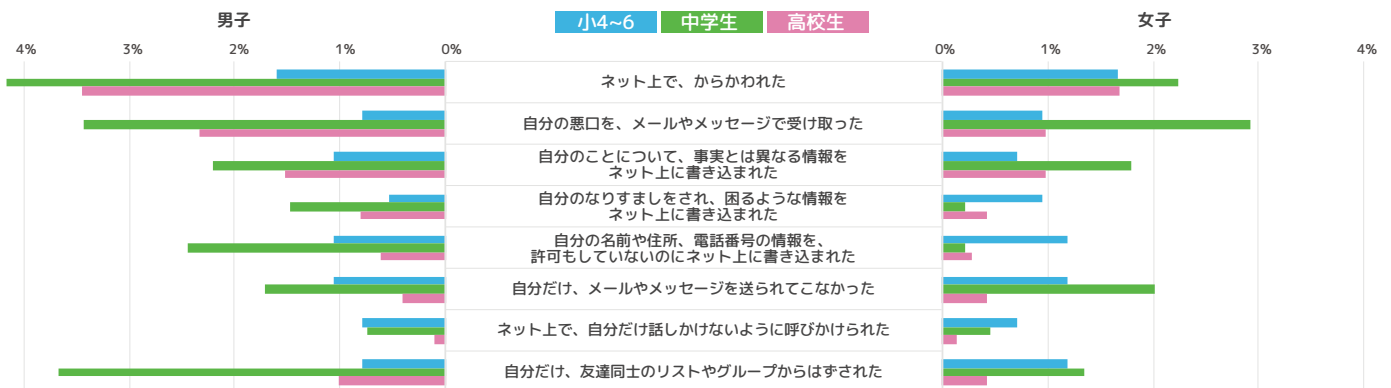 男子
小4~6 中学生 高校生
女子
4% 3% 2% 1% 0%
0% 1% 2% 3% 4%
ネット上で、からかわれた
自分の悪口を、メールやメッセージで受け取った
自分のことについて、事実とは異なる情報を
ネット上に書き込まれた
自分のなりすましをされ、困るような情報を
ネット上に書き込まれた
自分の名前や住所、電話番号の情報を、
許可もしていないのにネット上に書き込まれた
自分だけ、メールやメッセージを送られてこなかった
ネット上で、自分だけ話しかけないように呼びかけられた
自分だけ、友達同士のリストやグループからはずされた